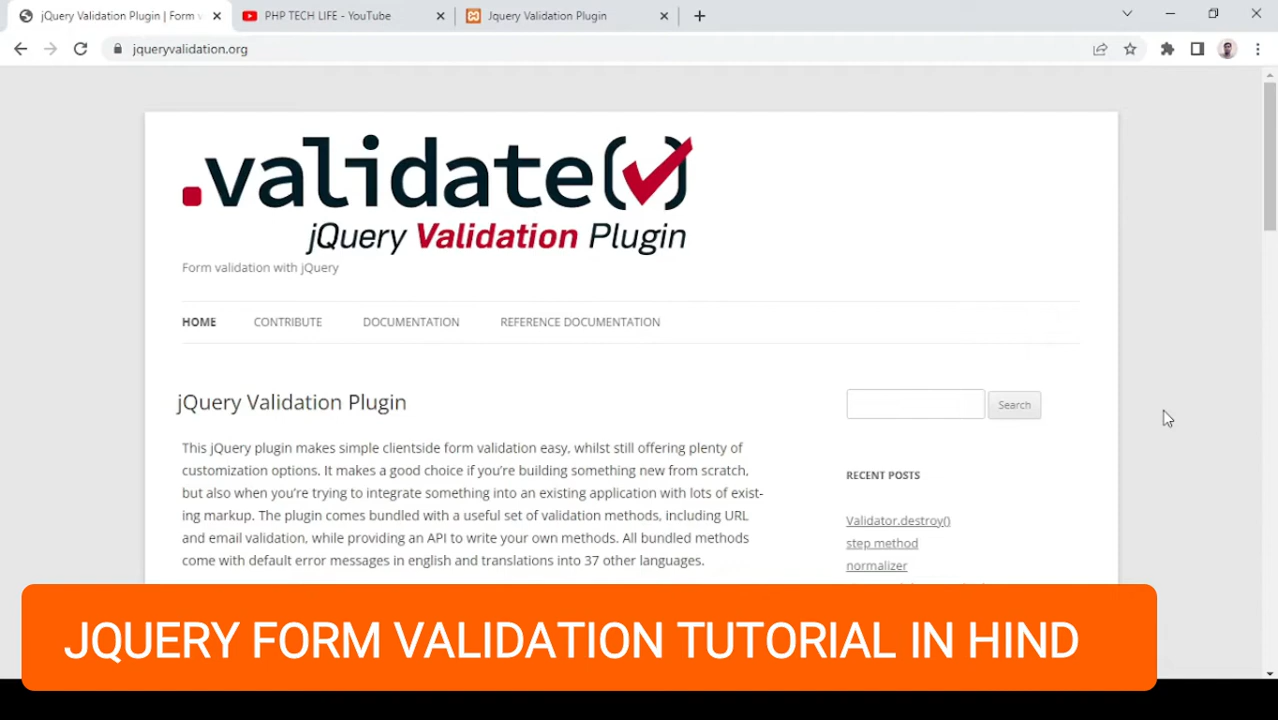 jQuery Validation Plugin | Form v
PHP TECH LIFE - YouTube
Jquery Validation Plugin
jqueryvalidation.org
.validate()
jQuery Validation Plugin
Form validation with jQuery
HOME
CONTRIBUTE
DOCUMENTATION
REFERENCE DOCUMENTATION
jQuery Validation Plugin
Search
This jQuery plugin makes simple clientside form validation easy, whilst still offering plenty of
customization options. It makes a good choice if you’re building something new from scratch,
but also when you’re trying to integrate something into an existing application with lots of exist-
ing markup. The plugin comes bundled with a useful set of validation methods, including URL
and email validation, while providing an API to write your own methods. All bundled methods
come with default error messages in english and translations into 37 other languages.
RECENT POSTS
Validator.destroy()
step method
normalizer
JQUERY FORM VALIDATION TUTORIAL IN HIND